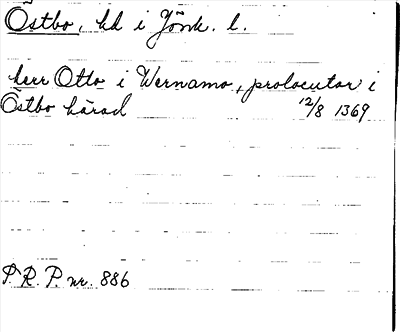 Östbo, hd i Jönk. l.
herr Otto i Wernamo, prolocutor i
Östbo härad 12/8 1369
P. R. P. nr. 886